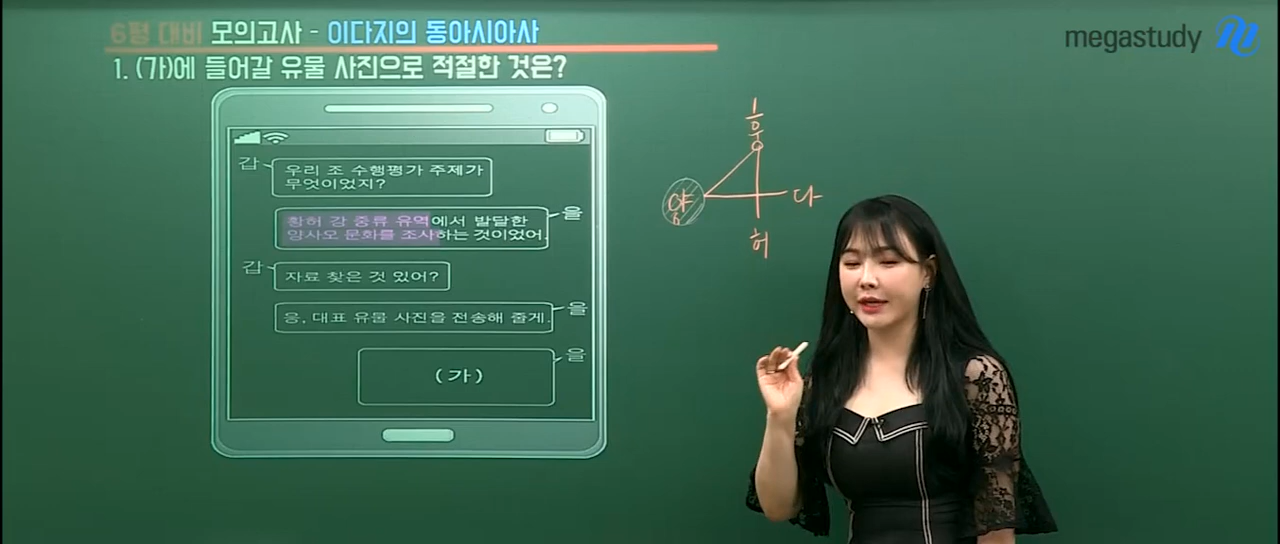 6평 대비 모의고사 - 이다지의 동아시아사
megastudy
1. (가)에 들어갈 유물 사진으로 적절한 것은?
갑
우리 조 수행평가 주제가
무엇이었지?
을
황허 강 중류 유역에서 발달한
양사오 문화를 조사하는 것이었어.
갑
자료 찾은 것 있어?
을
응, 대표 유물 사진을 전송해 줄게.
을
(가)
홍
양
다
허